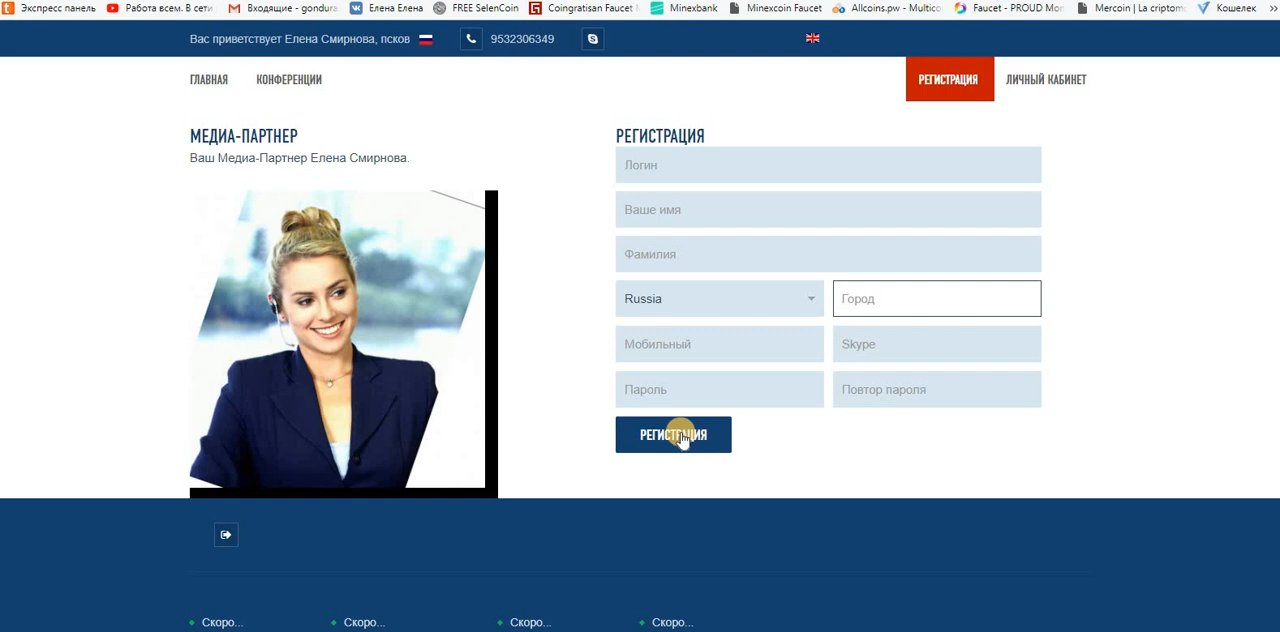 Экспресс панель Работа всем. В сети Входящие - gondura Елена Елена FREE SelenCoin Coingratisan Faucet Minexbank Minexcoin Faucet Allcoins.pw - Multico Faucet - PROUD Mon Mercoin | La criptom Кошелек »
Вас приветствует Елена Смирнова, псков 9532306349
ГЛАВНАЯ КОНФЕРЕНЦИИ РЕГИСТРАЦИЯ ЛИЧНЫЙ КАБИНЕТ
МЕДИА-ПАРТНЕР
Ваш Медиа-Партнер Елена Смирнова.
РЕГИСТРАЦИЯ
Логин
Ваше имя
Фамилия
Russia Город
Мобильный Skype
Пароль Повтор пароля
РЕГИСТРАЦИЯ
Скоро... Скоро... Скоро... Скоро...